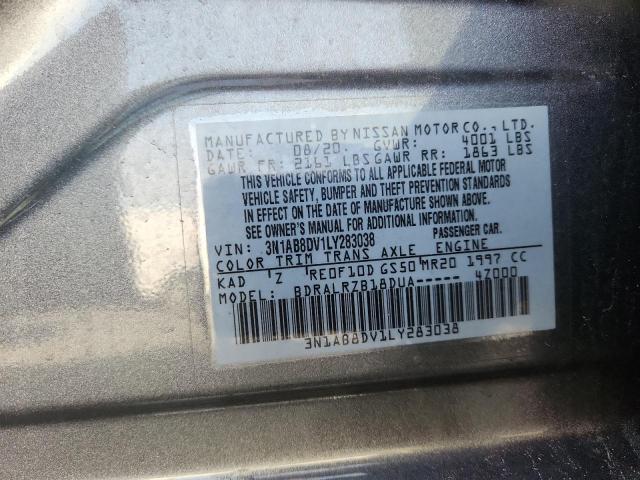 MANUFACTURED BY NISSAN MOTOR CO., LTD.
DATE: 08/20 GVWR: 4001 LBS
GAWR FR: 2161 LBS GAWR RR: 1863 LBS
THIS VEHICLE CONFORMS TO ALL APPLICABLE FEDERAL MOTOR
VEHICLE SAFETY, BUMPER AND THEFT PREVENTION STANDARDS
IN EFFECT ON THE DATE OF MANUFACTURE SHOWN ABOVE.
SEE OWNER'S MANUAL FOR ADDITIONAL INFORMATION.
VIN: 3N1AB8DV1LY283038 PASSENGER CAR.
COLOR TRIM TRANS AXLE ENGINE
KAD Z RE0F10D GS50 MR20 1997 CC
MODEL: BDRALRZB18DUA----- 4Z000
3N1AB8DV1LY283038